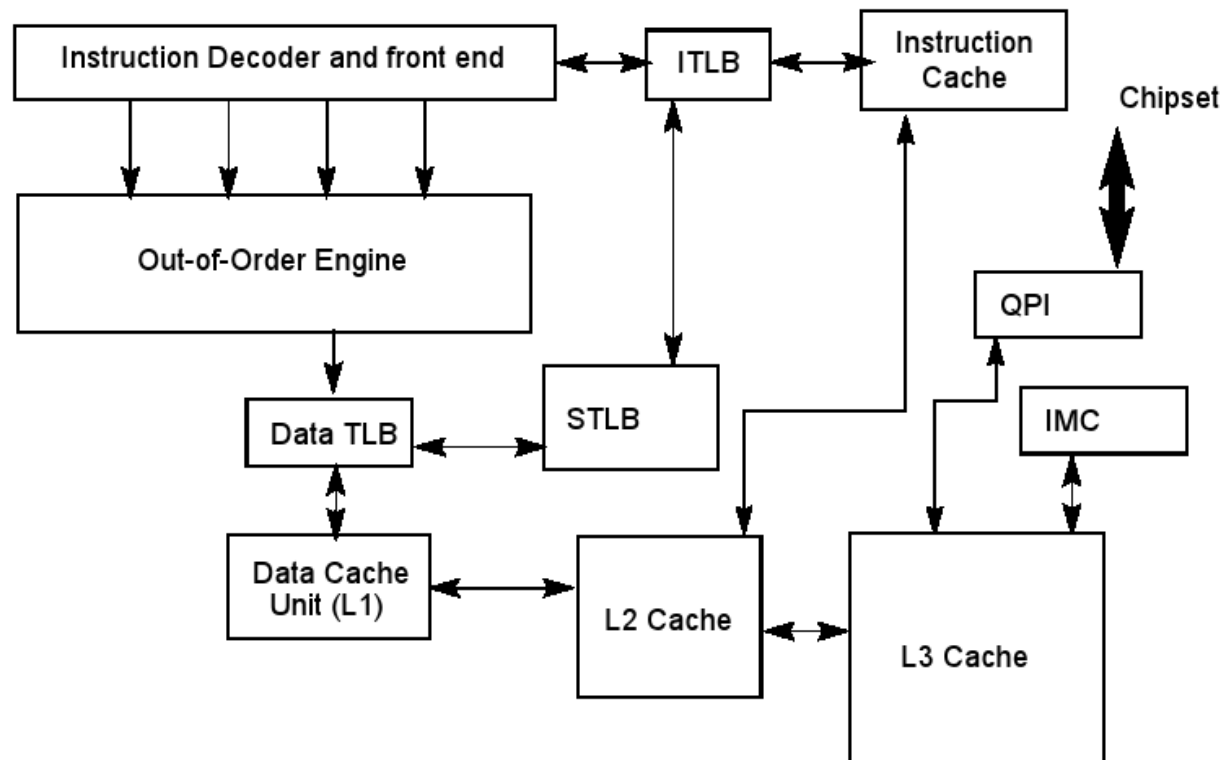 Instruction Decoder and front end
ITLB
Instruction
Cache
Chipset
Out-of-Order Engine
QPI
Data TLB
STLB
IMC
Data Cache
Unit (L1)
L2 Cache
L3 Cache